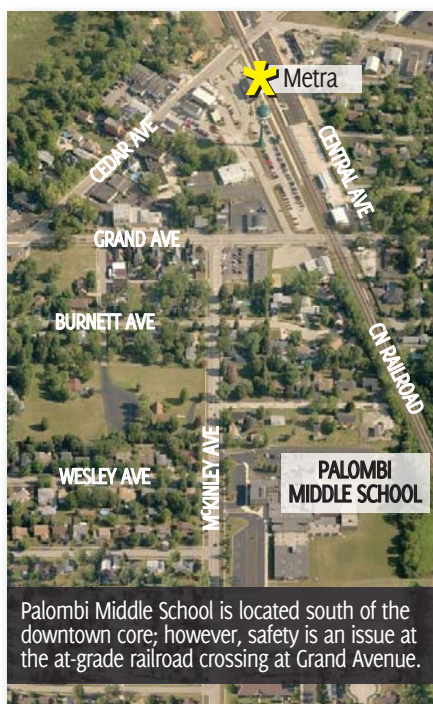 Metra
CEDAR AVE
CENTRAL AVE
GRAND AVE
BURNETT AVE
CN RAILROAD
WESLEY AVE
MCKINLEY AVE
PALOMBI
MIDDLE SCHOOL
Palombi Middle School is located south of the
downtown core; however, safety is an issue at
the at-grade railroad crossing at Grand Avenue.